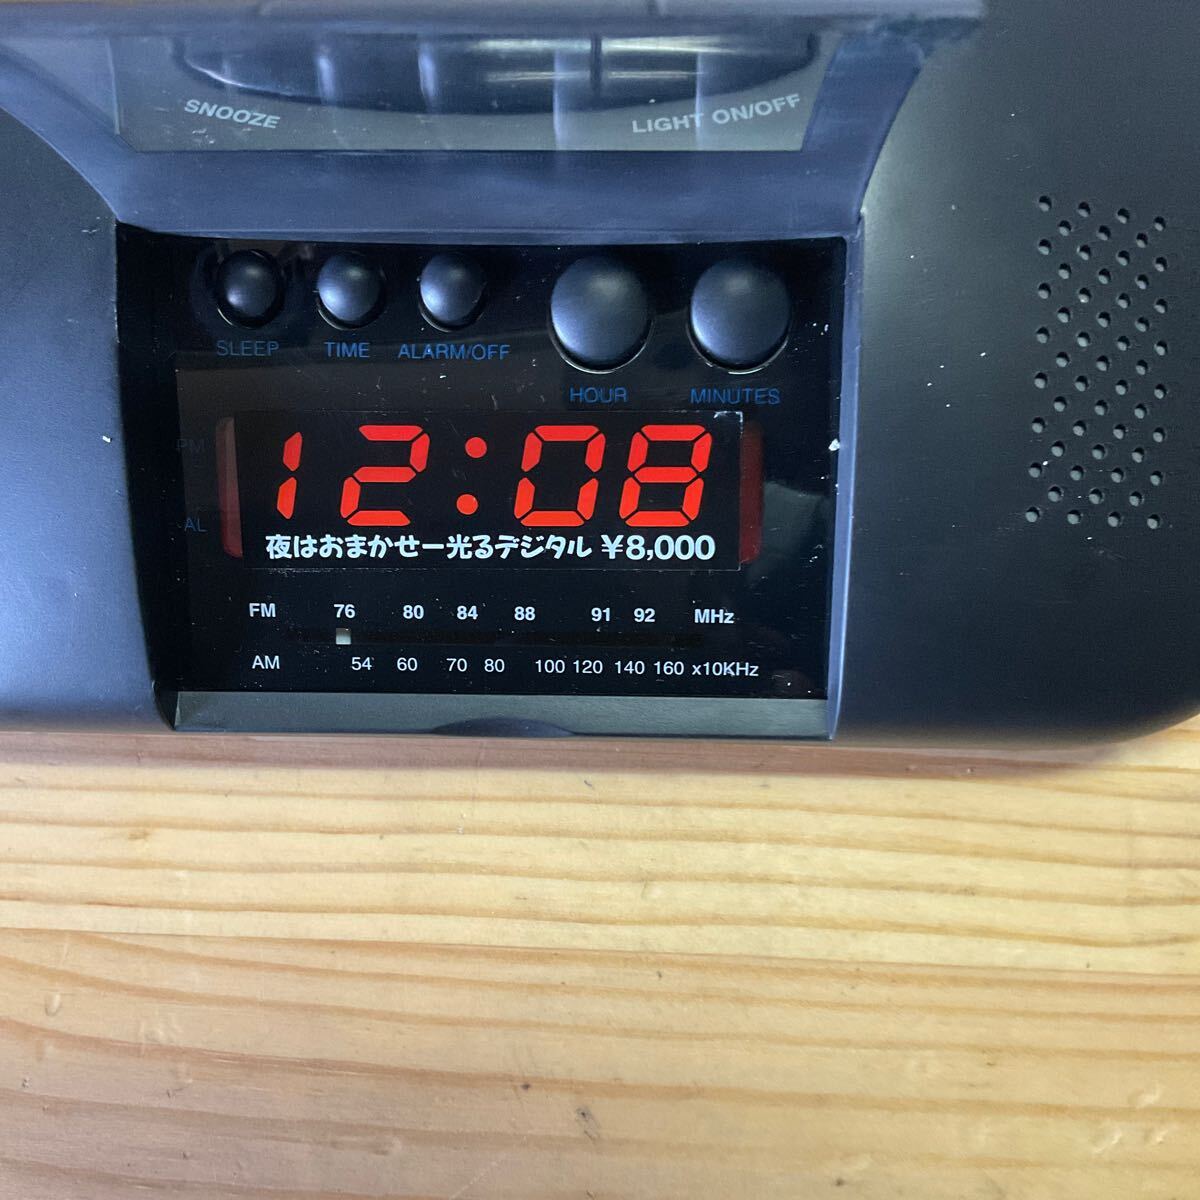 SNOOZE LIGHT ON/OFF
SLEEP TIME ALARM/OFF
HOUR MINUTES
PM
12:08
AL
夜はおまかせー光るデジタル ¥8,000
FM 76 80 84 88 91 92 MHz
AM 54 60 70 80 100 120 140 160 x10KHz